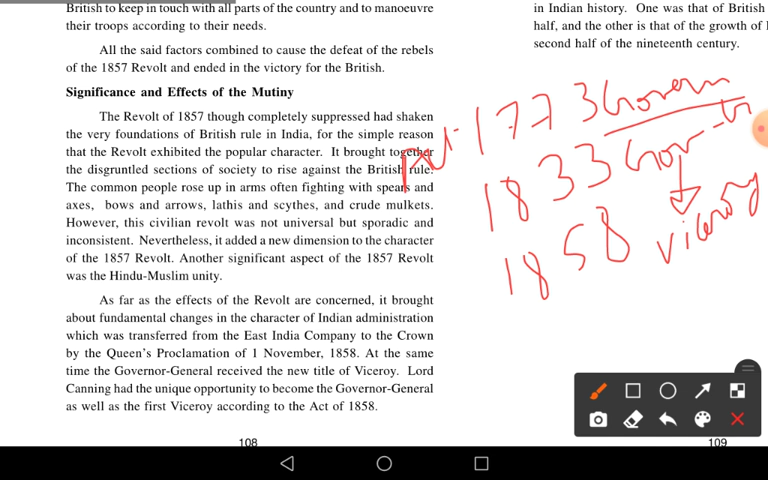 British to keep in touch with all parts of the country and to manoeuvre
their troops according to their needs.
All the said factors combined to cause the defeat of the rebels
of the 1857 Revolt and ended in the victory for the British.
Significance and Effects of the Mutiny
The Revolt of 1857 though completely suppressed had shaken
the very foundations of British rule in India, for the simple reason
that the Revolt exhibited the popular character. It brought together
the disgruntled sections of society to rise against the British rule.
The common people rose up in arms often fighting with spears and
axes, bows and arrows, lathis and scythes, and crude mulkets.
However, this civilian revolt was not universal but sporadic and
inconsistent. Nevertheless, it added a new dimension to the character
of the 1857 Revolt. Another significant aspect of the 1857 Revolt
was the Hindu-Muslim unity.
As far as the effects of the Revolt are concerned, it brought
about fundamental changes in the character of Indian administration
which was transferred from the East India Company to the Crown
by the Queen's Proclamation of 1 November, 1858. At the same
time the Governor-General received the new title of Viceroy. Lord
Canning had the unique opportunity to become the Governor-General
as well as the first Viceroy according to the Act of 1858.
108
in Indian history. One was that of British
half, and the other is that of the growth of
second half of the nineteenth century.
1773 Govern
1833 Gov-
1858 viceroy
109